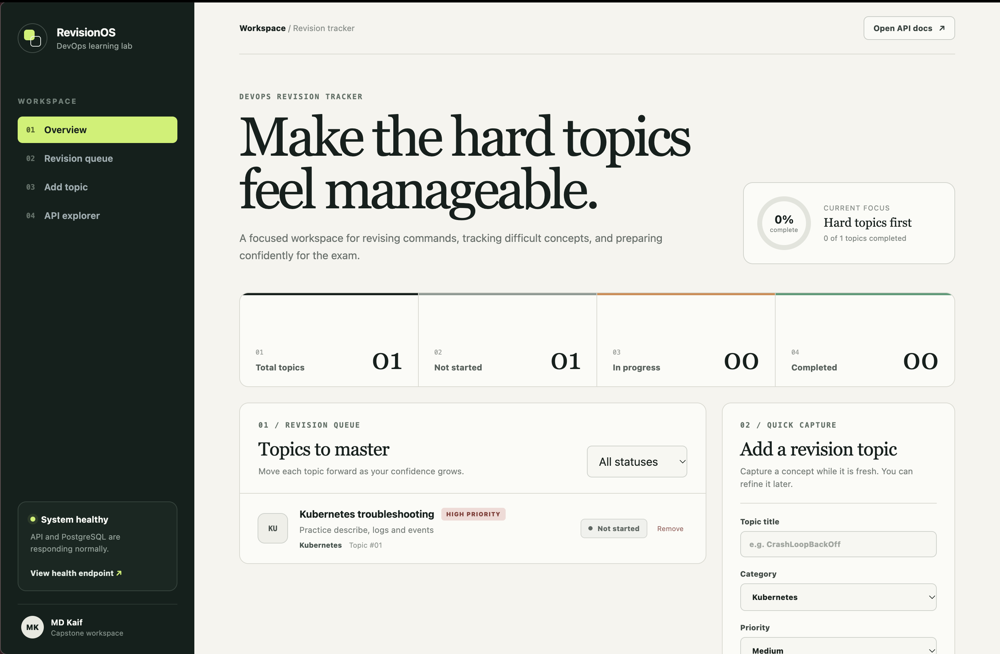 RevisionOS
DevOps learning lab
WORKSPACE
01 Overview
02 Revision queue
03 Add topic
04 API explorer
System healthy
API and PostgreSQL are
responding normally.
View health endpoint ↗
MK
MD Kaif
Capstone workspace
Workspace / Revision tracker
Open API docs ↗
DEVOPS REVISION TRACKER
Make the hard topics
feel manageable.
A focused workspace for revising commands, tracking difficult concepts, and preparing
confidently for the exam.
0%
complete
CURRENT FOCUS
Hard topics first
0 of 1 topics completed
01
Total topics
01
02
Not started
01
03
In progress
00
04
Completed
00
01 / REVISION QUEUE
Topics to master
Move each topic forward as your confidence grows.
All statuses
KU
Kubernetes troubleshooting HIGH PRIORITY
Practice describe, logs and events
Kubernetes Topic #01
Not started
Remove
02 / QUICK CAPTURE
Add a revision topic
Capture a concept while it is fresh. You can
refine it later.
Topic title
e.g. CrashLoopBackOff
Category
Kubernetes
Priority
Medium